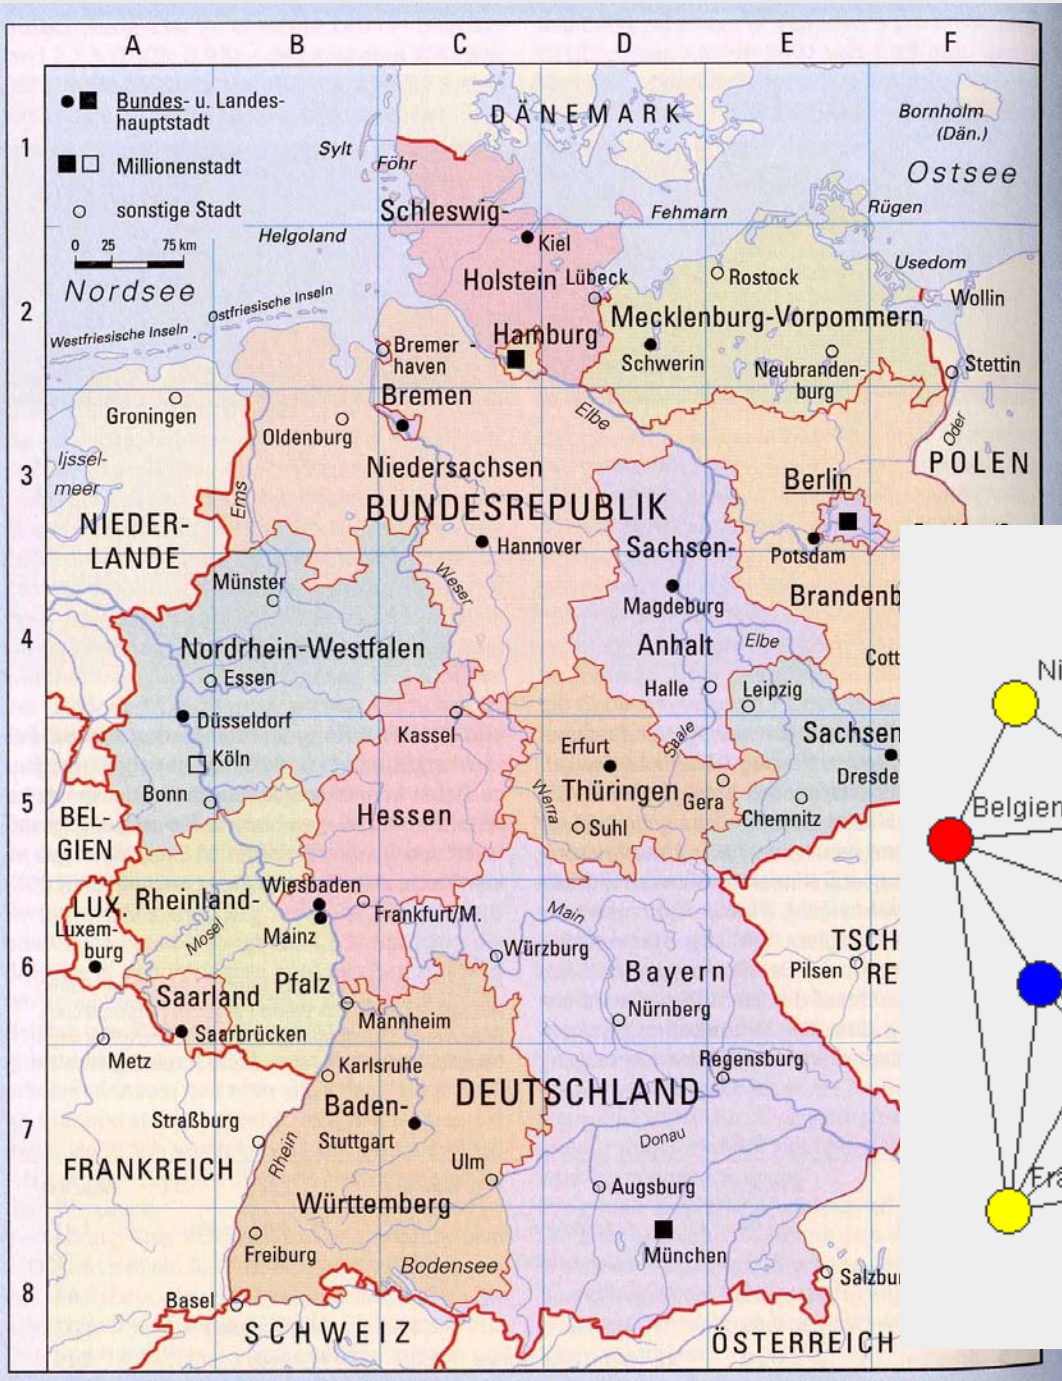 A B C D E F
1
2
3
4
5
6
7
8
Bundes- u. Landes-
hauptstadt
Millionenstadt
sonstige Stadt
0 25 75 km
Nordsee
DÄNEMARK
Bornholm
(Dän.)
Ostsee
Sylt
Föhr
Schleswig-
Fehmarn
Rügen
Helgoland
Kiel
Holstein
Lübeck
Rostock
Usedom
Wollin
Ostfriesische Inseln
Westfriesische Inseln
Mecklenburg-Vorpommern
Hamburg
Bremer-
haven
Schwerin
Neubranden-
burg
Stettin
Bremen
Groningen
Oldenburg
Elbe
Oder
Ijssel-
meer
Niedersachsen
POLEN
Berlin
Ems
BUNDESREPUBLIK
NIEDER-
LANDE
Hannover
Sachsen-
Potsdam
Münster
Weser
Magdeburg
Brandenb
Nordrhein-Westfalen
Anhalt
Elbe
Cott
Essen
Halle
Leipzig
Düsseldorf
Kassel
Saale
Sachsen
Köln
Erfurt
Dresde
Bonn
Werra
Thüringen
Gera
Chemnitz
BEL-
GIEN
Hessen
Suhl
Ni
Belgien
Wiesbaden
LUX.
Rheinland-
Frankfurt/M.
Main
Luxem-
burg
Mosel
Mainz
Würzburg
TSCH
RE
Pilsen
Bayern
Pfalz
Saarland
Nürnberg
Mannheim
Saarbrücken
Metz
Karlsruhe
Regensburg
DEUTSCHLAND
Baden-
Straßburg
Stuttgart
Donau
Rhein
FRANKREICH
Ulm
Augsburg
Fra
Württemberg
Freiburg
München
Bodensee
Salzbu
Basel
SCHWEIZ
ÖSTERREICH